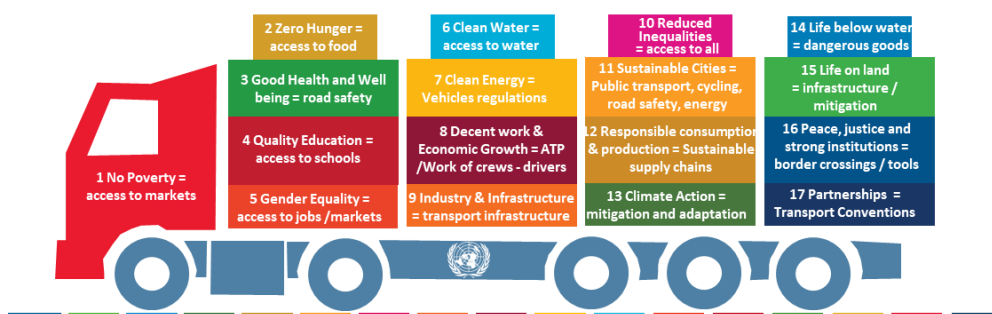 1 No Poverty =
access to markets
2 Zero Hunger =
access to food
3 Good Health and Well
being = road safety
4 Quality Education =
access to schools
5 Gender Equality =
access to jobs /markets
6 Clean Water =
access to water
7 Clean Energy =
Vehicles regulations
8 Decent work &
Economic Growth = ATP
/Work of crews - drivers
9 Industry & Infrastructure
= transport infrastructure
10 Reduced
Inequalities
= access to all
11 Sustainable Cities =
Public transport, cycling,
road safety, energy
12 Responsible consumption
& production = Sustainable
supply chains
13 Climate Action =
mitigation and adaptation
14 Life below water
= dangerous goods
15 Life on land
= infrastructure /
mitigation
16 Peace, justice and
strong institutions =
border crossings / tools
17 Partnerships =
Transport Conventions